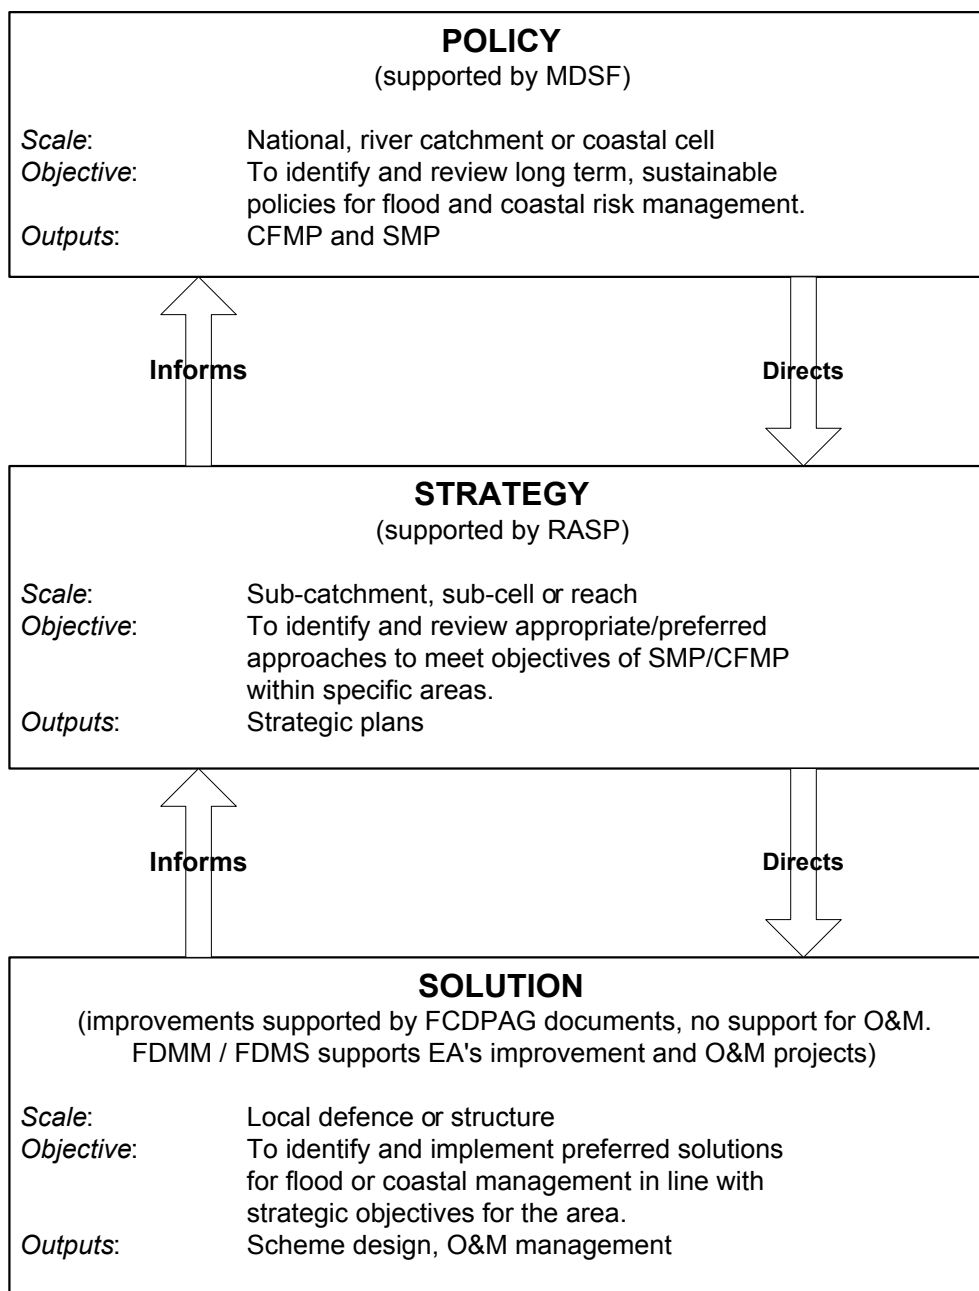 POLICY
(supported by MDSF)
Scale: National, river catchment or coastal cell
Objective: To identify and review long term, sustainable
policies for flood and coastal risk management.
Outputs: CFMP and SMP
Informs Directs
STRATEGY
(supported by RASP)
Scale: Sub-catchment, sub-cell or reach
Objective: To identify and review appropriate/preferred
approaches to meet objectives of SMP/CFMP
within specific areas.
Outputs: Strategic plans
Informs Directs
SOLUTION
(improvements supported by FCDPAG documents, no support for O&M.
FDMM / FDMS supports EA's improvement and O&M projects)
Scale: Local defence or structure
Objective: To identify and implement preferred solutions
for flood or coastal management in line with
strategic objectives for the area.
Outputs: Scheme design, O&M management